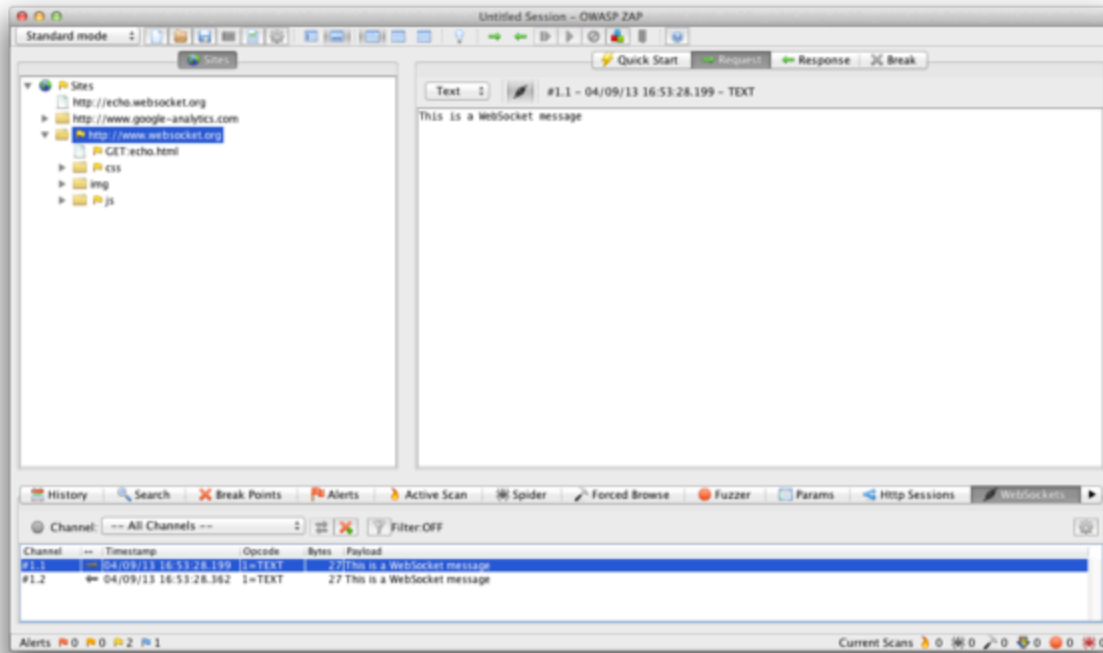 Untitled Session - OWASP ZAP
Standard mode
Sites
Quick Start Request Response Break
Sites
http://echo.websocket.org
http://www.google-analytics.com
http://www.websocket.org
GET:echo.html
css
img
js
Text #1.1 - 04/09/13 16:53:28.199 - TEXT
This is a WebSocket message
History Search Break Points Alerts Active Scan Spider Forced Browse Fuzzer Params Http Sessions WebSockets
Channel: -- All Channels -- Filter:OFF
Channel Timestamp Opcode Bytes Payload
#1.1 04/09/13 16:53:28.199 1=TEXT 27 This is a WebSocket message
#1.2 04/09/13 16:53:28.362 1=TEXT 27 This is a WebSocket message
Alerts 0 0 2 1 Current Scans 0 0 0 0 0 0